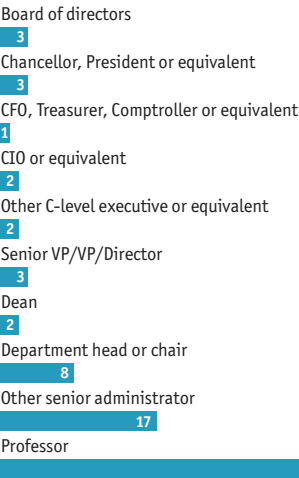 Board of directors
3
Chancellor, President or equivalent
3
CFO, Treasurer, Comptroller or equivalent
1
CIO or equivalent
2
Other C-level executive or equivalent
2
Senior VP/VP/Director
3
Dean
2
Department head or chair
8
Other senior administrator
17
Professor